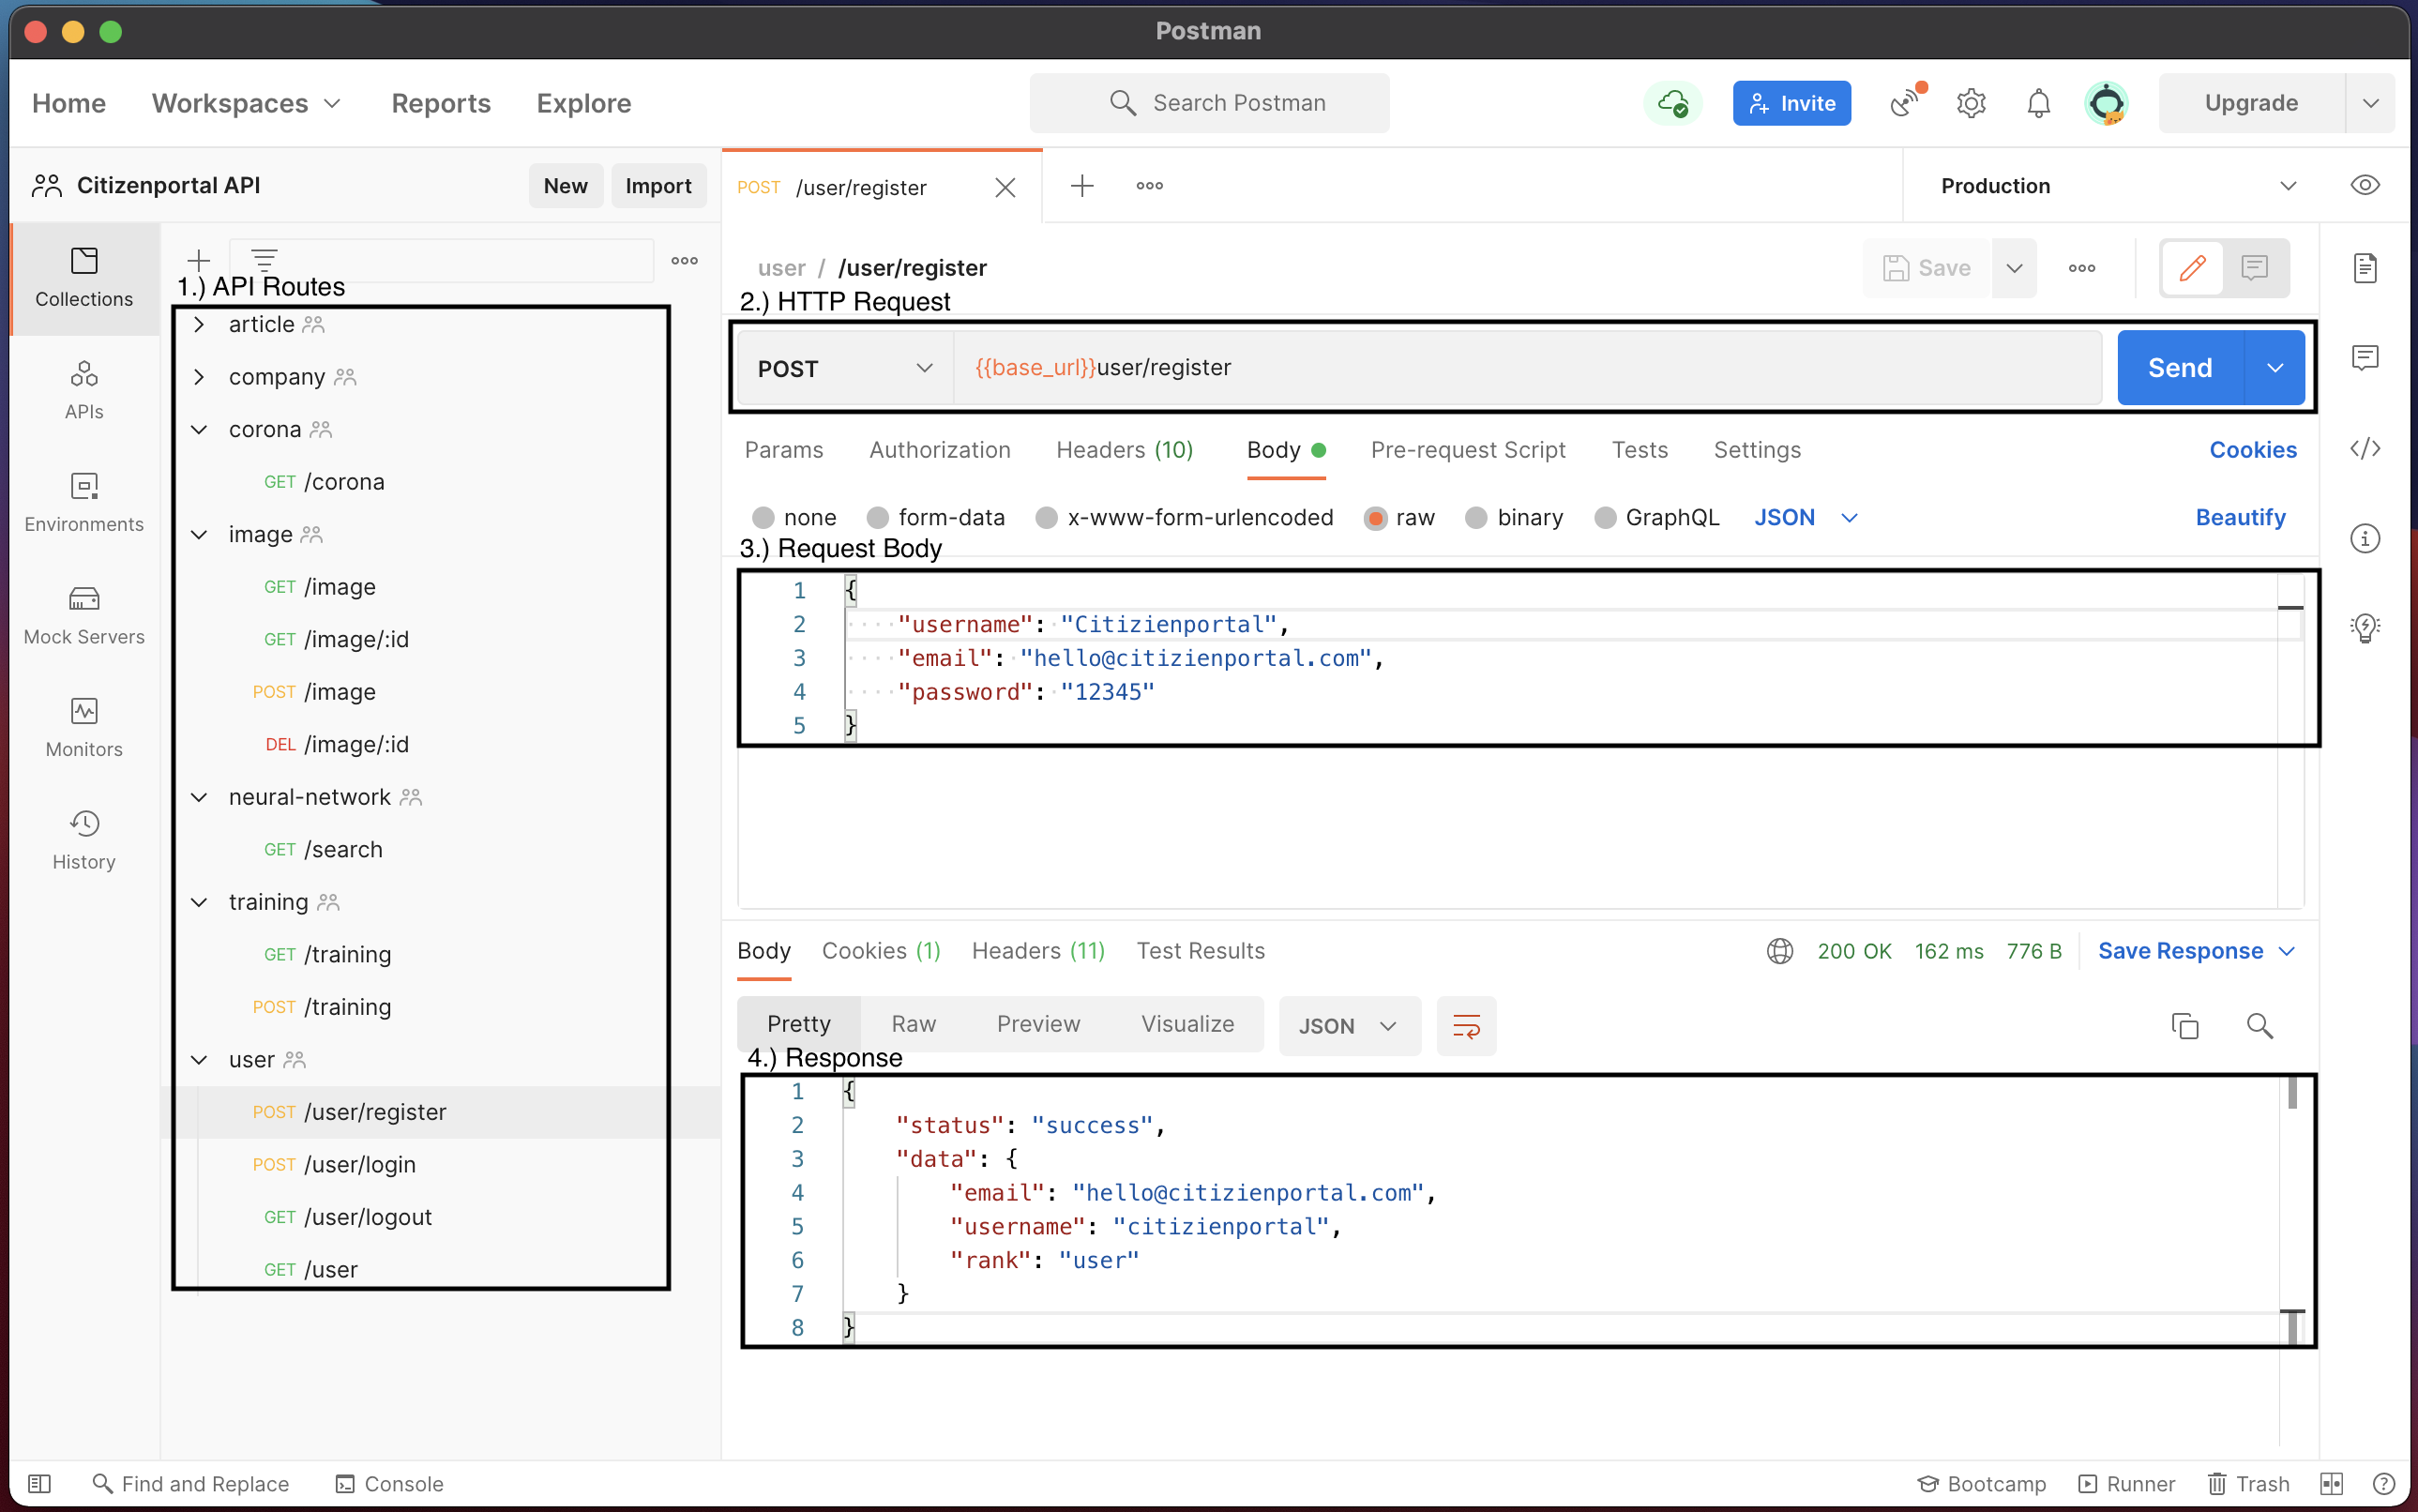 Postman
Home Workspaces Reports Explore Search Postman Invite Upgrade
Citizenportal API New Import POST /user/register Production
Collections
APIs
Environments
Mock Servers
Monitors
History
1.) API Routes
article
company
corona
GET /corona
image
GET /image
GET /image/:id
POST /image
DEL /image/:id
neural-network
GET /search
training
GET /training
POST /training
user
POST /user/register
POST /user/login
GET /user/logout
GET /user
user / /user/register Save
2.) HTTP Request
POST {{base_url}}user/register Send
Params Authorization Headers (10) Body Pre-request Script Tests Settings Cookies
none form-data x-www-form-urlencoded raw binary GraphQL JSON Beautify
3.) Request Body
1 {
2 "username": "Citizienportal",
3 "email": "hello@citizienportal.com",
4 "password": "12345"
5 }
Body Cookies (1) Headers (11) Test Results 200 OK 162 ms 776 B Save Response
Pretty Raw Preview Visualize JSON
4.) Response
1 {
2 "status": "success",
3 "data": {
4 "email": "hello@citizienportal.com",
5 "username": "citizienportal",
6 "rank": "user"
7 }
8 }
Find and Replace Console Bootcamp Runner Trash